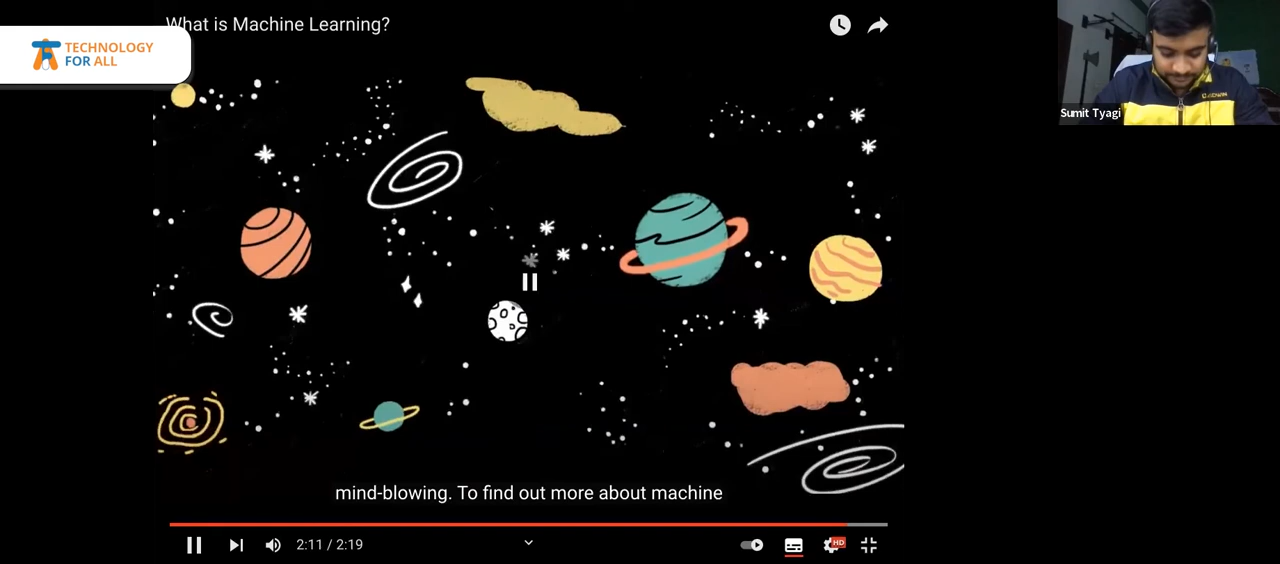 What is Machine Learning?
TECHNOLOGY
FOR ALL
Sumit Tyagi
mind-blowing. To find out more about machine
2:11 / 2:19
HD